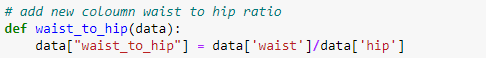 # add new coloumn waist to hip ratio
def waist_to_hip(data):
    data["waist_to_hip"] = data['waist']/data['hip']